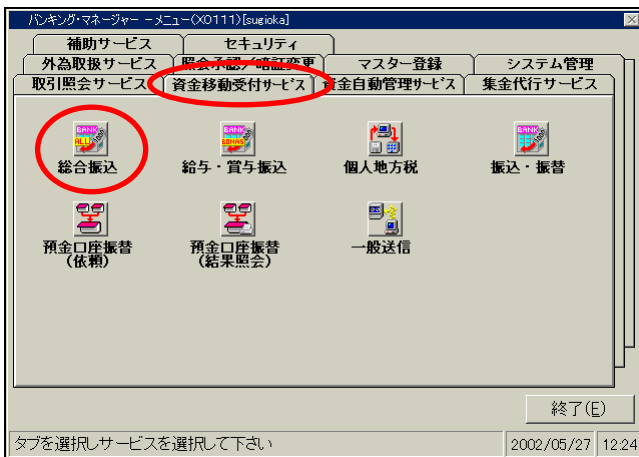 バンキング・マネージャー －メニュー(X0111)[sugioka]
補助サービス セキュリティ
外為取扱サービス 照会承認／暗証変更 マスター登録 システム管理
取引照会サービス 資金移動受付サービス 資金自動管理サービス 集金代行サービス
総合振込 給与・賞与振込 個人地方税 振込・振替
預金口座振替 預金口座振替 一般送信
(依頼) (結果照会)
終了(E)
タブを選択しサービスを選択して下さい 2002/05/27 12:24